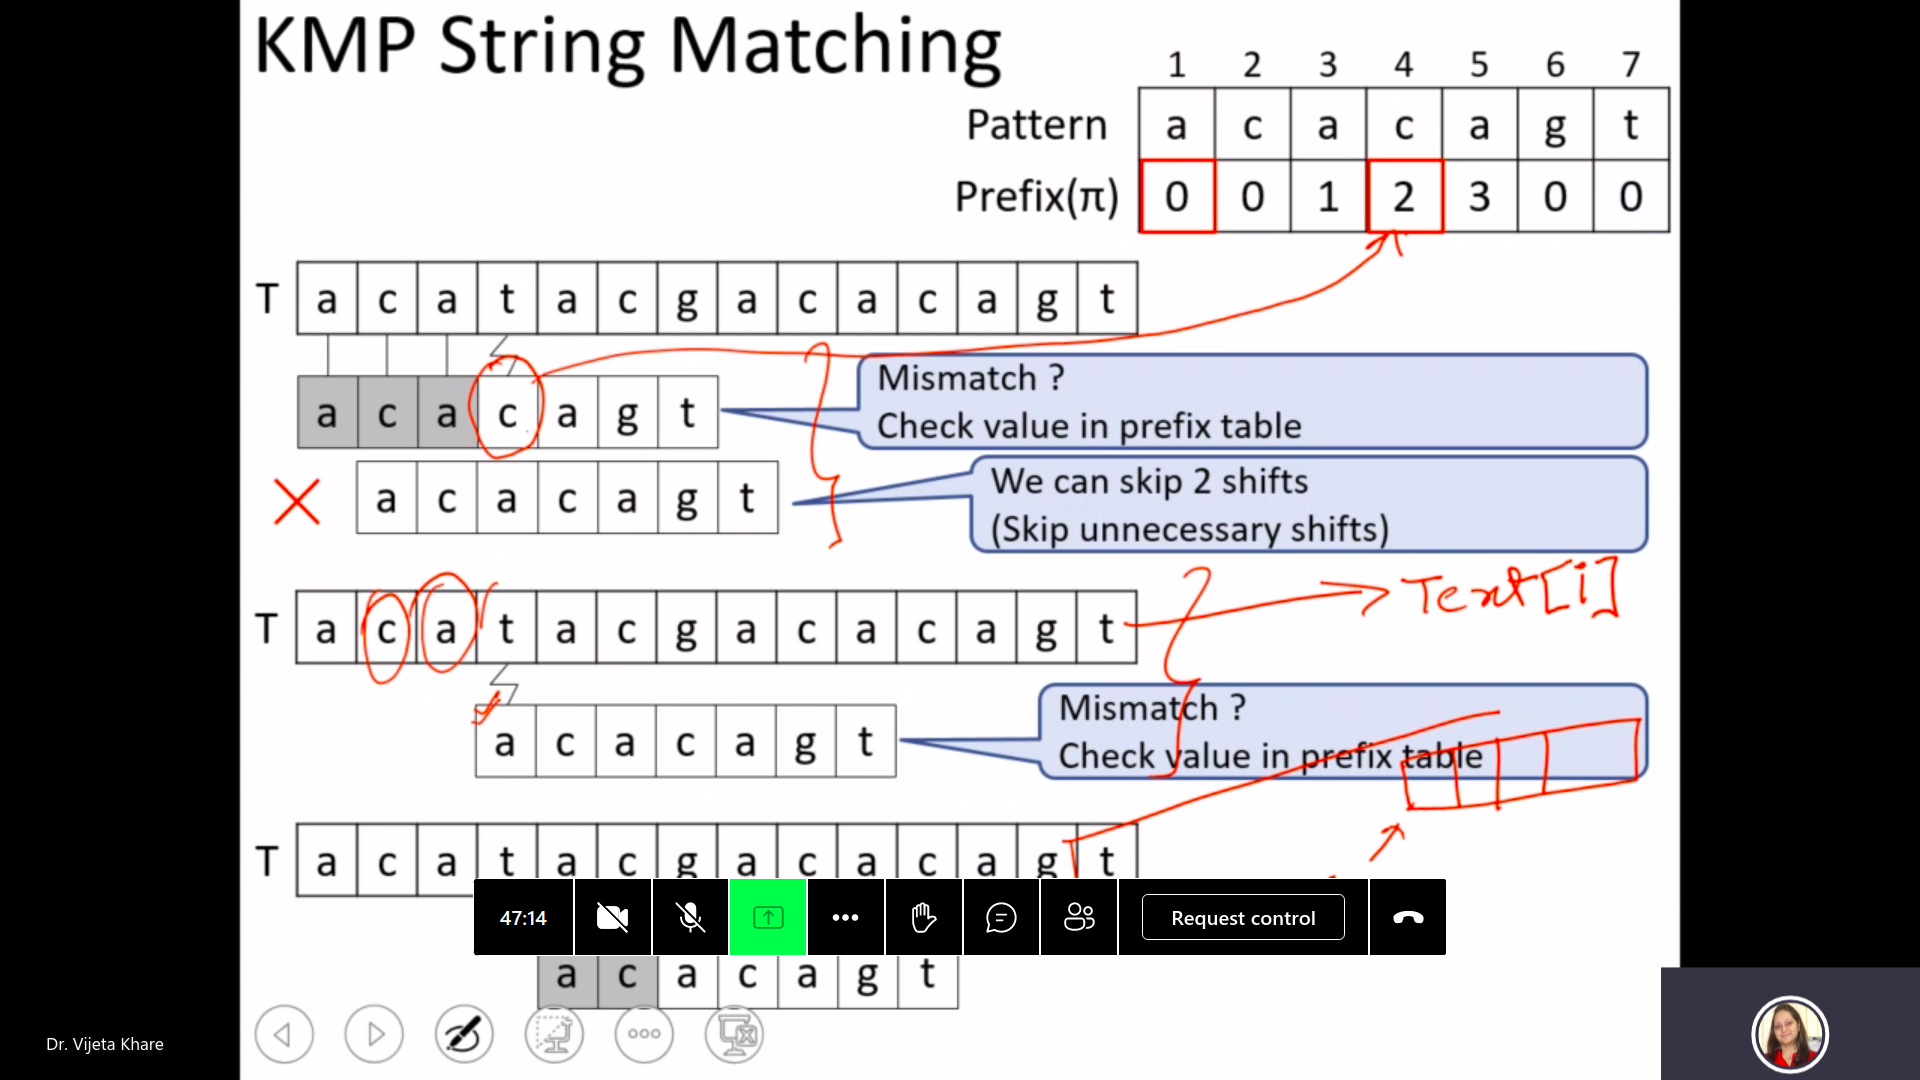 KMP String Matching
1 2 3 4 5 6 7
Pattern a c a c a g t
Prefix(π) 0 0 1 2 3 0 0
T a c a t a c g a c a c a g t
a c a c a g t
Mismatch ?
Check value in prefix table
a c a c a g t
We can skip 2 shifts
(Skip unnecessary shifts)
Text[i]
T a c a t a c g a c a c a g t
a c a c a g t
Mismatch ?
Check value in prefix table
T a c a t a c g a c a c a g t
47:14
Request control
a c a c a g t
Dr. Vijeta Khare